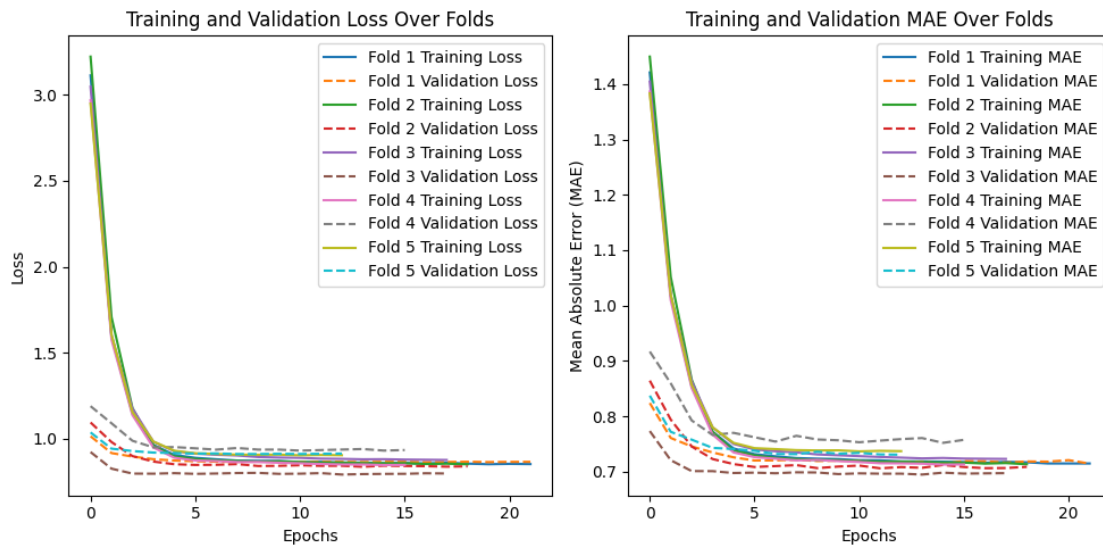 Training and Validation Loss Over Folds
3.0
2.5
2.0
1.5
1.0
Loss
0
5
10
15
20
Epochs
Fold 1 Training Loss
Fold 1 Validation Loss
Fold 2 Training Loss
Fold 2 Validation Loss
Fold 3 Training Loss
Fold 3 Validation Loss
Fold 4 Training Loss
Fold 4 Validation Loss
Fold 5 Training Loss
Fold 5 Validation Loss
Training and Validation MAE Over Folds
1.4
1.3
1.2
1.1
1.0
0.9
0.8
0.7
Mean Absolute Error (MAE)
0
5
10
15
20
Epochs
Fold 1 Training MAE
Fold 1 Validation MAE
Fold 2 Training MAE
Fold 2 Validation MAE
Fold 3 Training MAE
Fold 3 Validation MAE
Fold 4 Training MAE
Fold 4 Validation MAE
Fold 5 Training MAE
Fold 5 Validation MAE